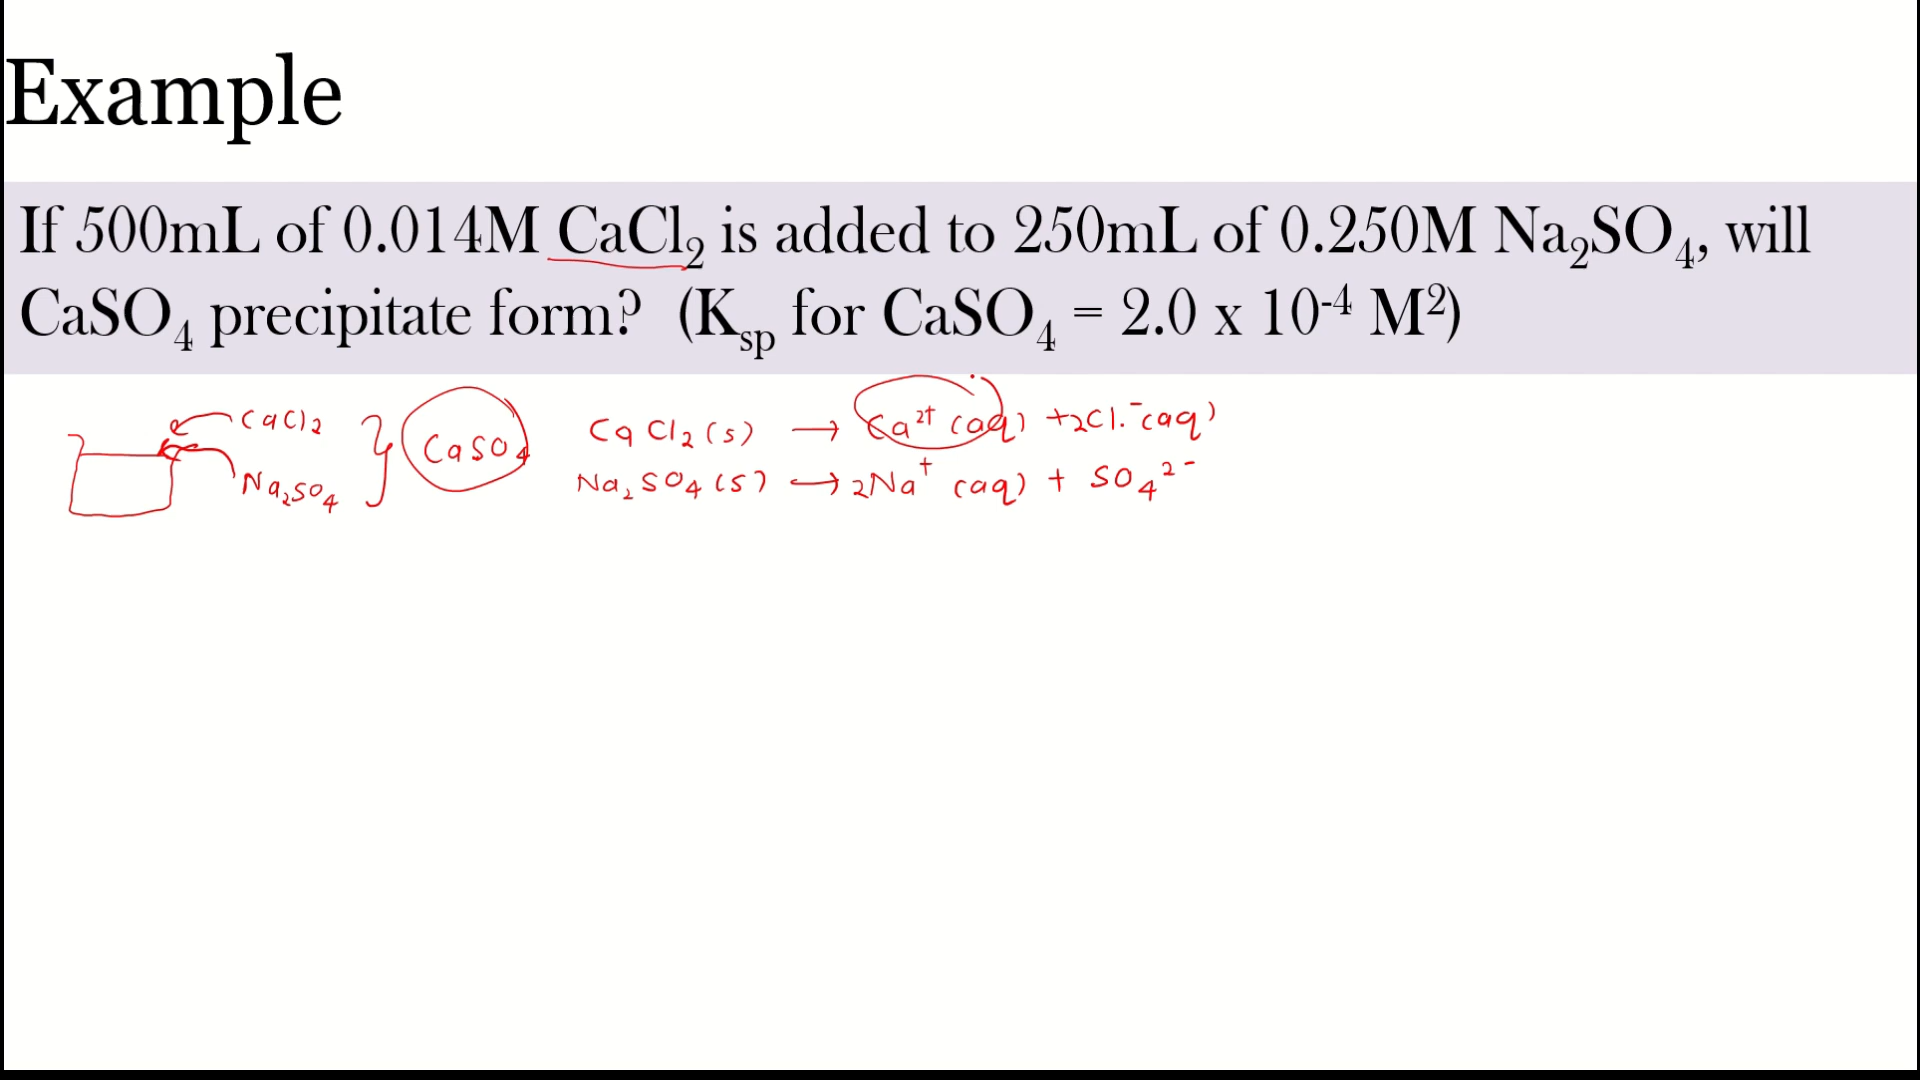 Example
If 500mL of 0.014M CaCl₂ is added to 250mL of 0.250M Na₂SO₄, will
CaSO₄ precipitate form? (Kₛₚ for CaSO₄ = 2.0 x 10⁻⁴ M²)
CaCl₂
Na₂SO₄
CaSO₄
CaCl₂(s) → Ca²⁺(aq) + 2Cl⁻(aq)
Na₂SO₄(s) → 2Na⁺(aq) + SO₄²⁻